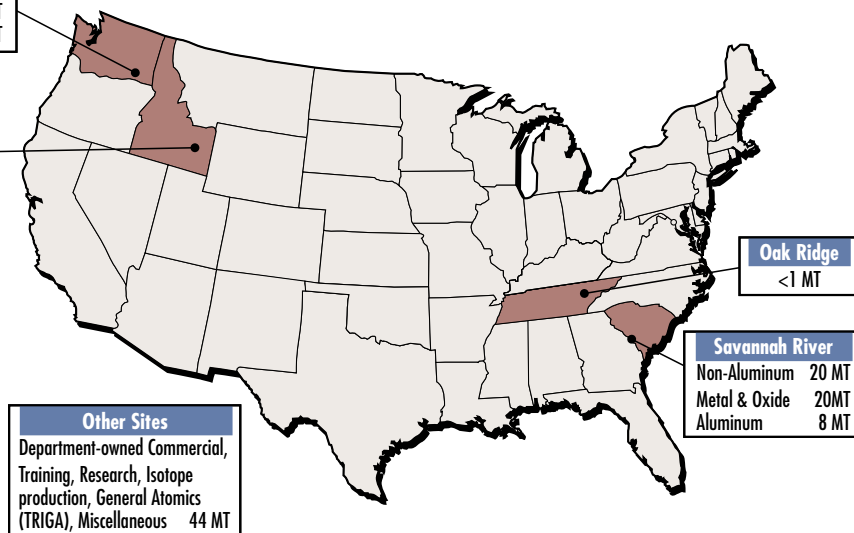 Oak Ridge
<1 MT
Savannah River
Non-Aluminum 20 MT
Metal & Oxide 20MT
Aluminum 8 MT
Other Sites
Department-owned Commercial,
Training, Research, Isotope
production, General Atomics
(TRIGA), Miscellaneous 44 MT